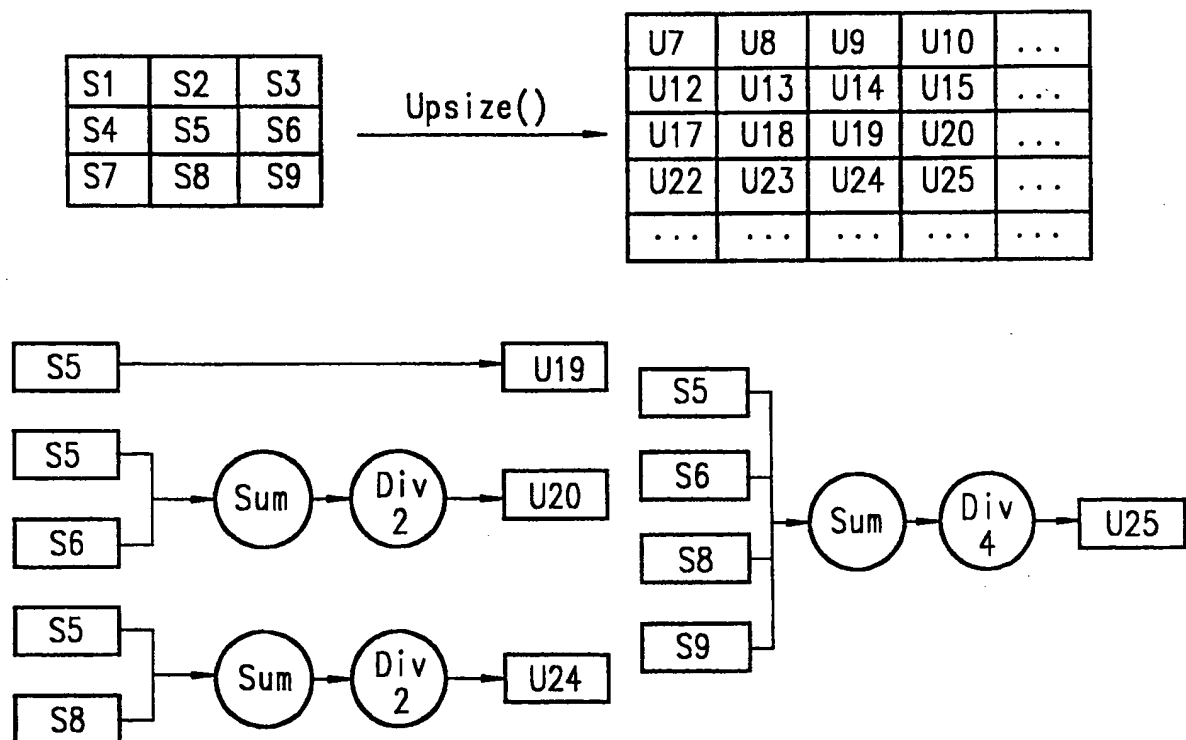 S1 S2 S3
S4 S5 S6
S7 S8 S9
Upsize()
U7 U8 U9 U10 ...
U12 U13 U14 U15 ...
U17 U18 U19 U20 ...
U22 U23 U24 U25 ...
... ... ... ... ...
S5 U19
S5
S6
Sum
Div
2
U20
S5
S8
Sum
Div
2
U24
S5
S6
S8
S9
Sum
Div
4
U25